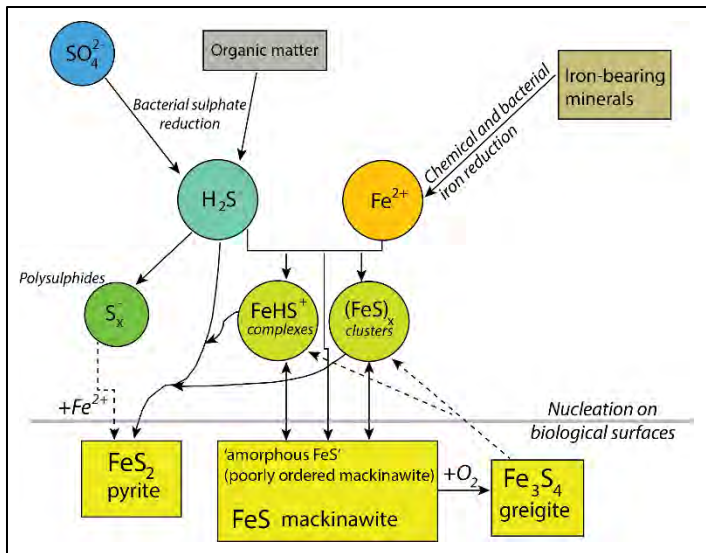 SO₄²⁻
Organic matter
Iron-bearing
minerals
Bacterial sulphate
reduction
Chemical and bacterial
iron reduction
H₂S
Fe²⁺
Polysulphides
Sₓ⁻
FeHS⁺
complexes
(FeS)ₓ
clusters
+Fe²⁺
Nucleation on
biological surfaces
FeS₂
pyrite
'amorphous FeS'
(poorly ordered mackinawite)
FeS mackinawite
+O₂
Fe₃S₄
greigite